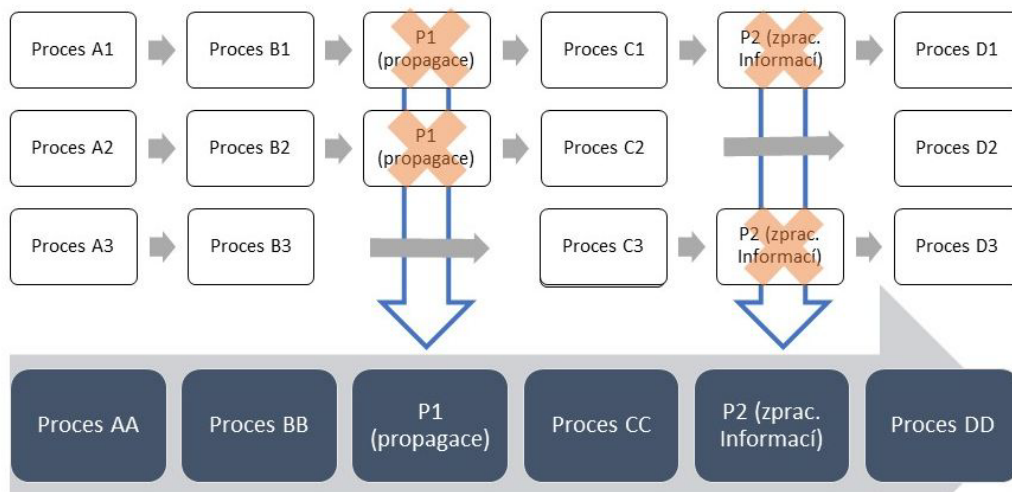 Proces A1
Proces B1
P1
(propagace)
Proces C1
P2 (zprac.
Informací)
Proces D1
Proces A2
Proces B2
P1
(propagace)
Proces C2
Proces D2
Proces A3
Proces B3
Proces C3
P2 (zprac.
Informací)
Proces D3
Proces AA
Proces BB
P1
(propagace)
Proces CC
P2 (zprac.
Informací)
Proces DD